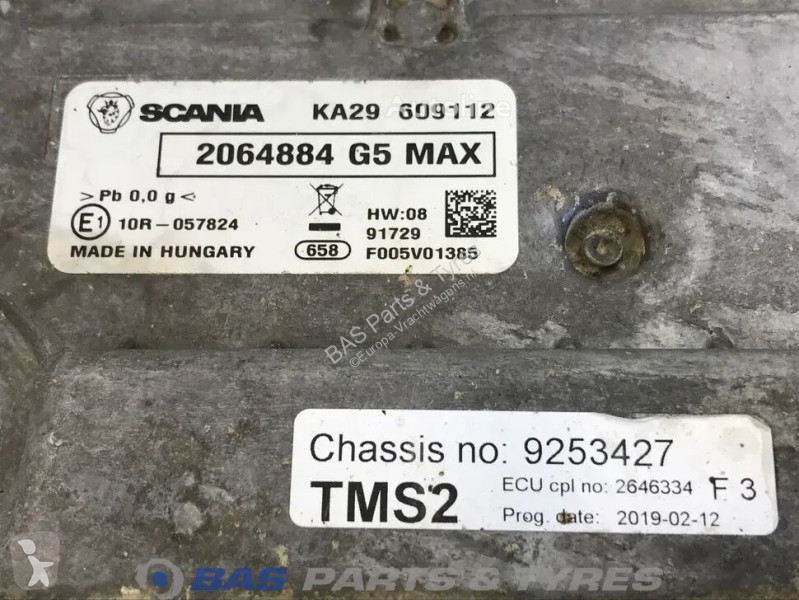 SCANIA KA29 609112
2064884 G5 MAX
>Pb 0,0 g<
E1 10R-057824
HW:08
91729
MADE IN HUNGARY 658 F005V01385
BAS Parts & Tyres
©Europa-Vrachtwagens.nl
Chassis no: 9253427
TMS2 ECU cpl no: 2646334 F 3
Prog. date: 2019-02-12
BAS PARTS & TYRES